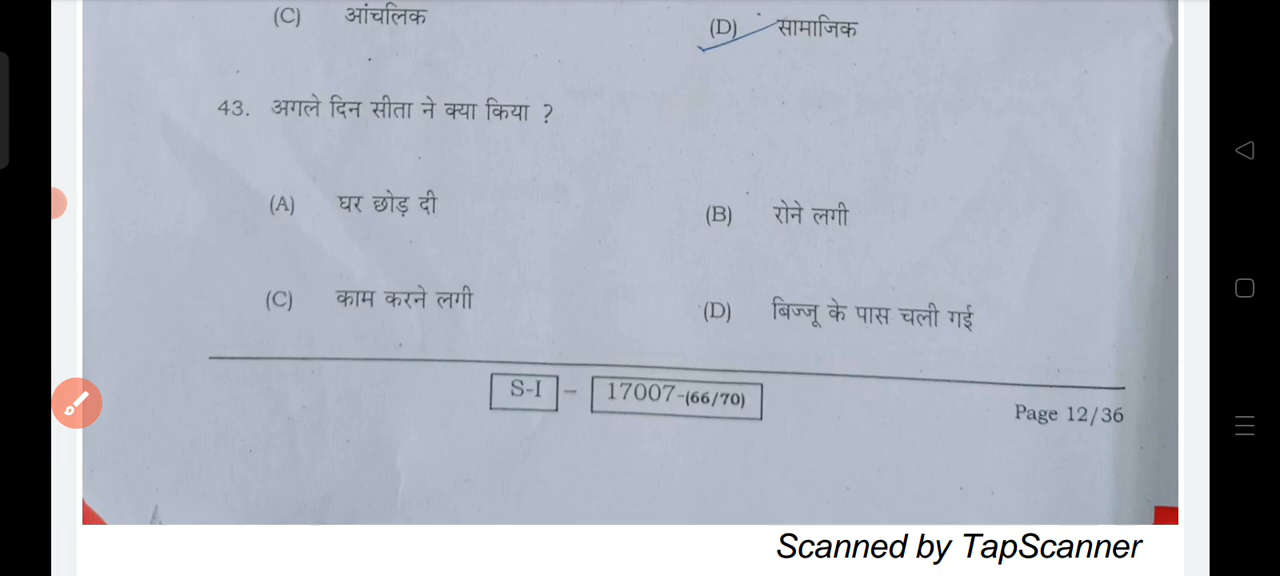 (C) आंचलिक (D) सामाजिक
43. अगले दिन सीता ने क्या किया ?
(A) घर छोड़ दी (B) रोने लगी
(C) काम करने लगी (D) बिज्जू के पास चली गई
S-I - 17007-(66/70)
Page 12/36
Scanned by TapScanner